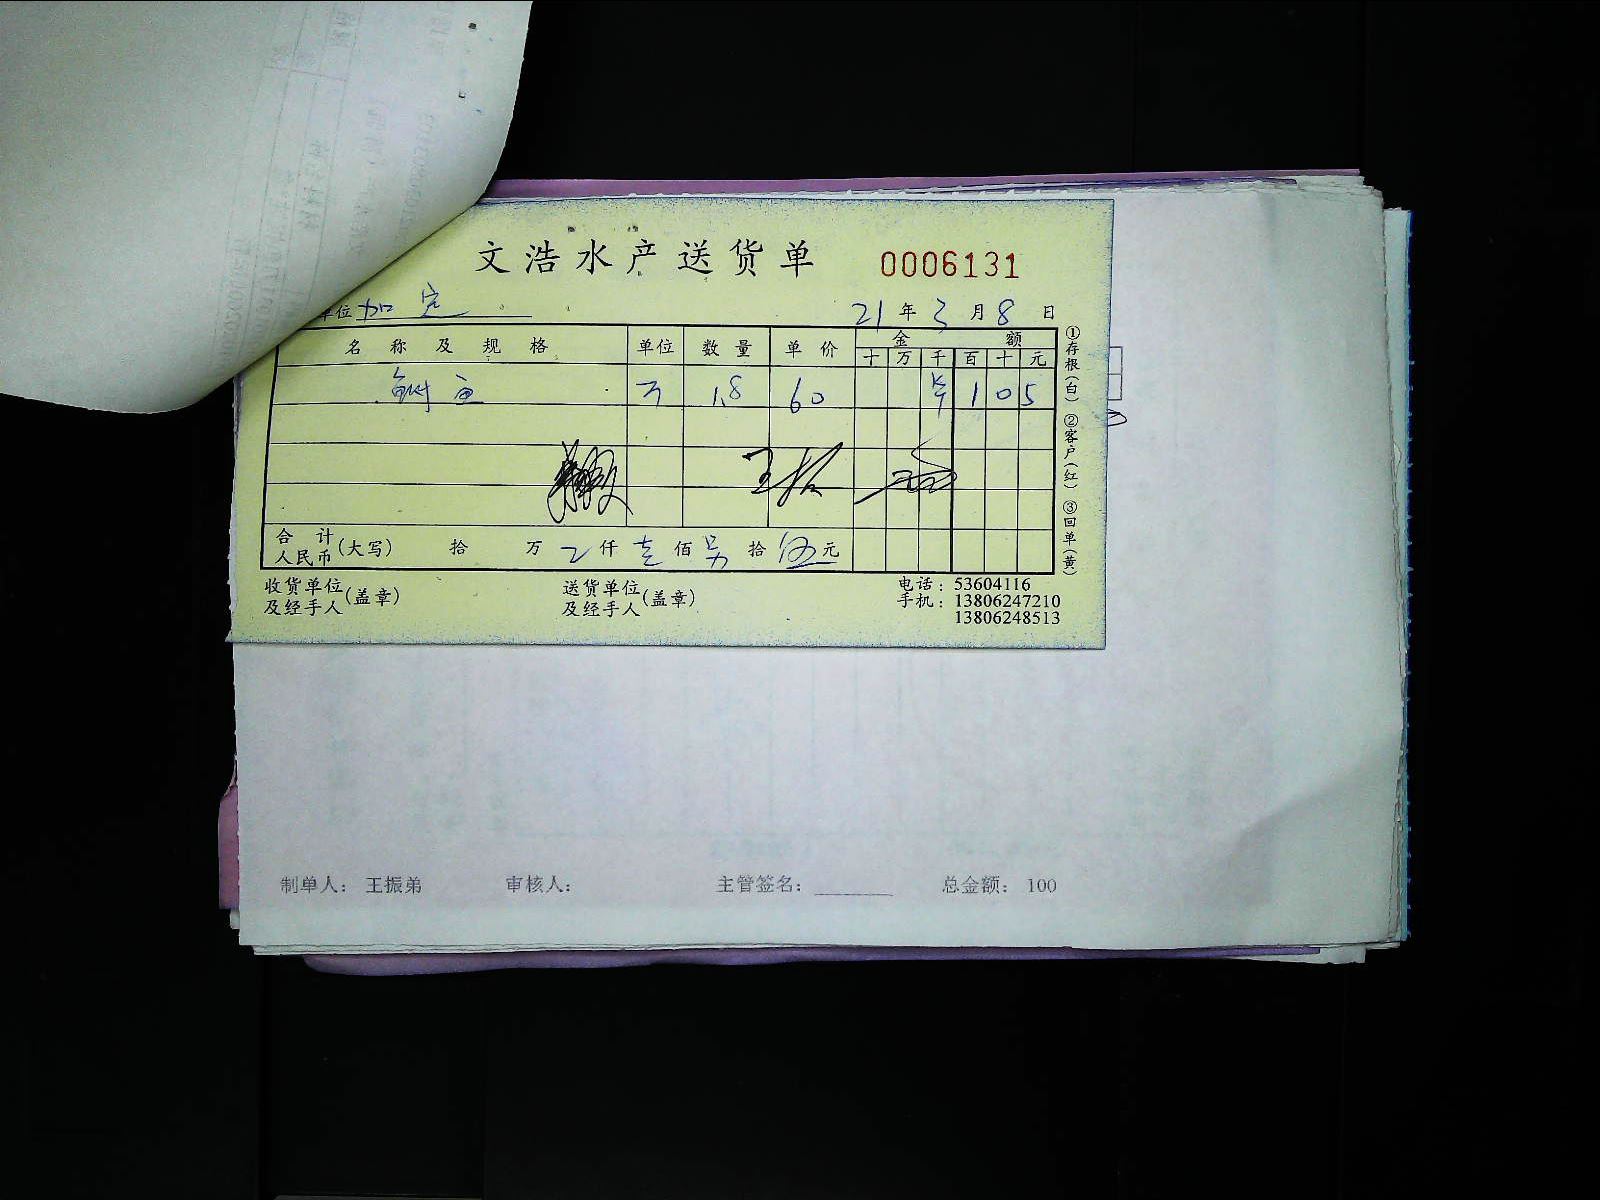 文浩水产送货单 0006131
单位 加定 21年3月8日
名称及规格 单位 数量 单价 金额
十 万 千 百 十 元
鱼 1.8 60 1 0 5
合计
人民币(大写) 拾 万 仟 壹佰 另拾 伍元
收货单位
及经手人(盖章)
送货单位
及经手人(盖章)
电话：53604116
手机：13806247210
13806248513
①存根(白) ②客户(红) ③回单(黄)
制单人： 王振弟 审核人： 主管签名： 总金额： 100